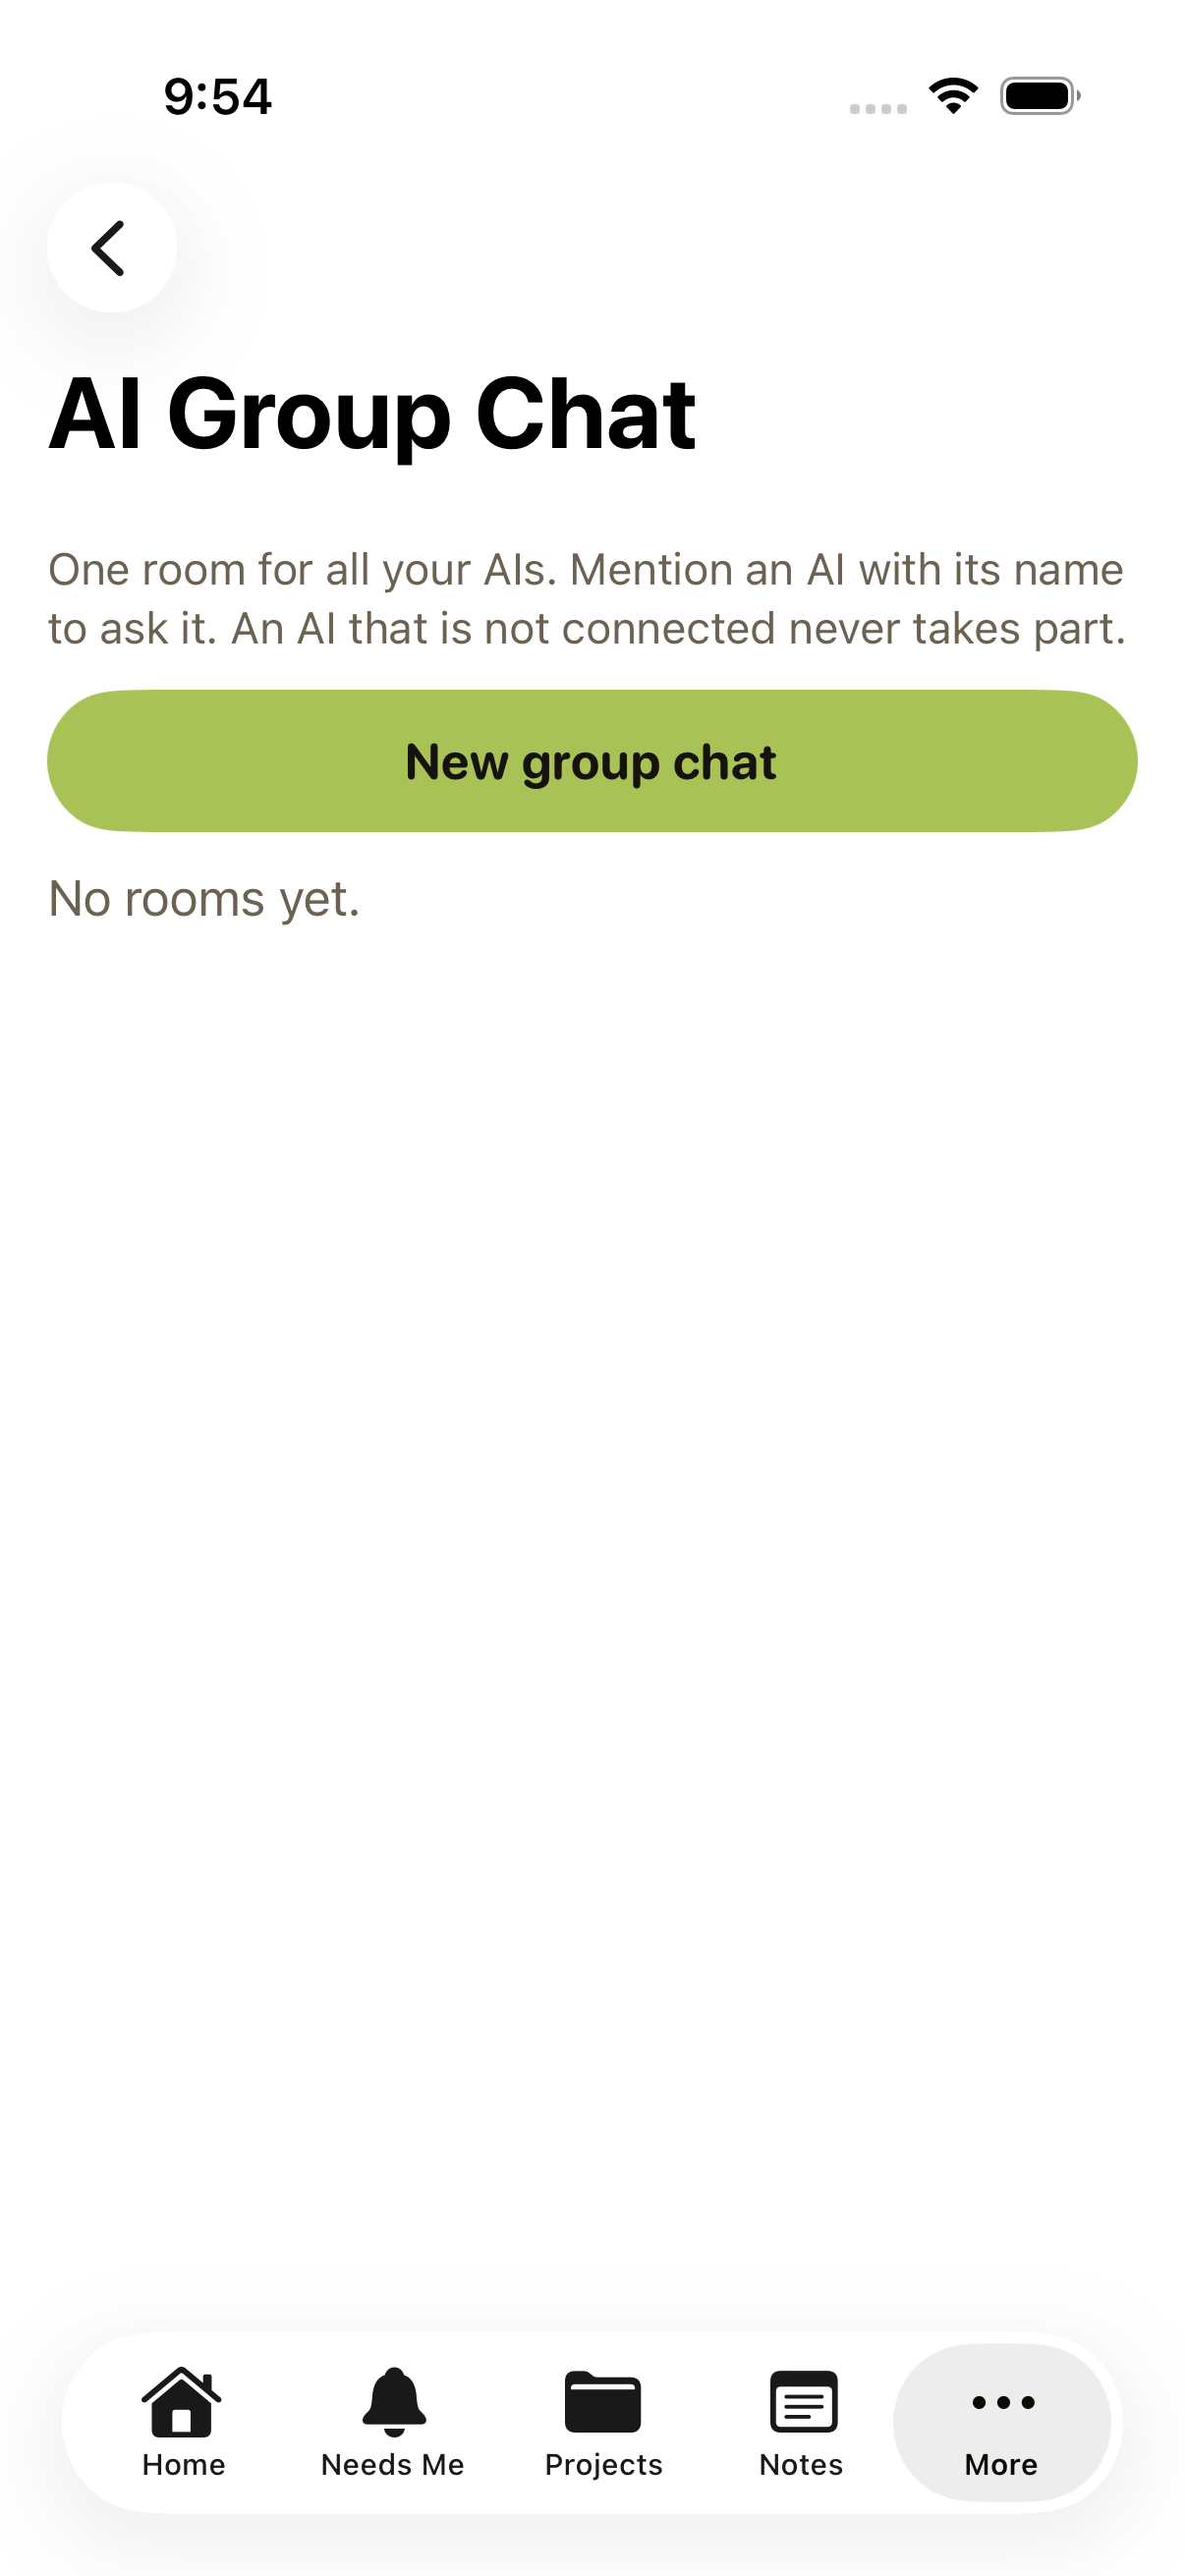 9:54
AI Group Chat
One room for all your AIs. Mention an AI with its name
to ask it. An AI that is not connected never takes part.
New group chat
No rooms yet.
Home
Needs Me
Projects
Notes
More